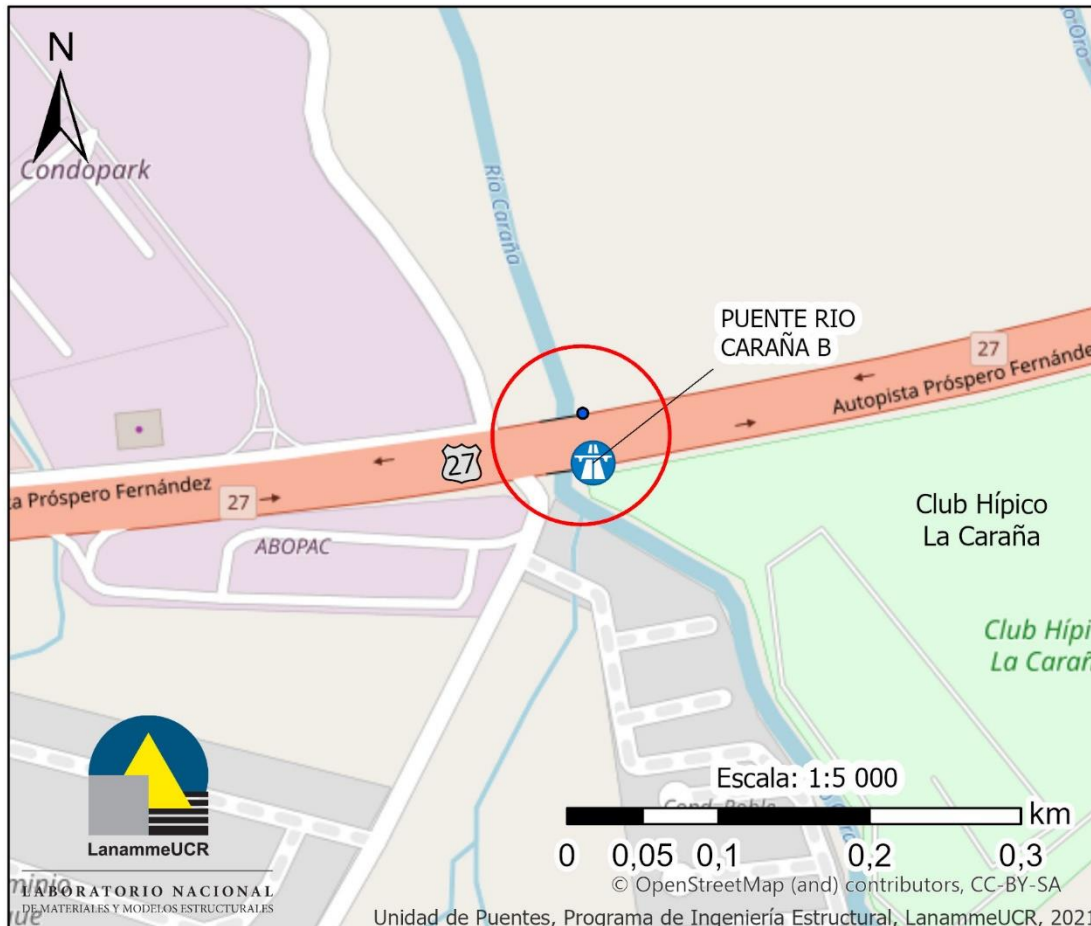 N
Condopark
Río Caraña
PUENTE RIO
CARAÑA B
27
Autopista Próspero Fernánde
27
ta Próspero Fernández
27
ABOPAC
Club Hípico
La Caraña
Club Hípi
La Carañ
Escala: 1:5 000
km
0 0,05 0,1 0,2 0,3
© OpenStreetMap (and) contributors, CC-BY-SA
LanammeUCR
LABORATORIO NACIONAL
DE MATERIALES Y MODELOS ESTRUCTURALES
Unidad de Puentes, Programa de Ingeniería Estructural, LanammeUCR, 2021